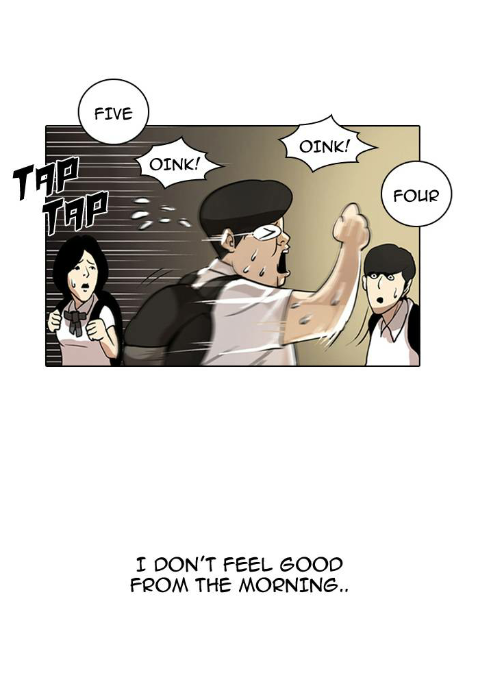 FIVE
OINK!
OINK!
FOUR
TAP
TAP
I DON'T FEEL GOOD
FROM THE MORNING..